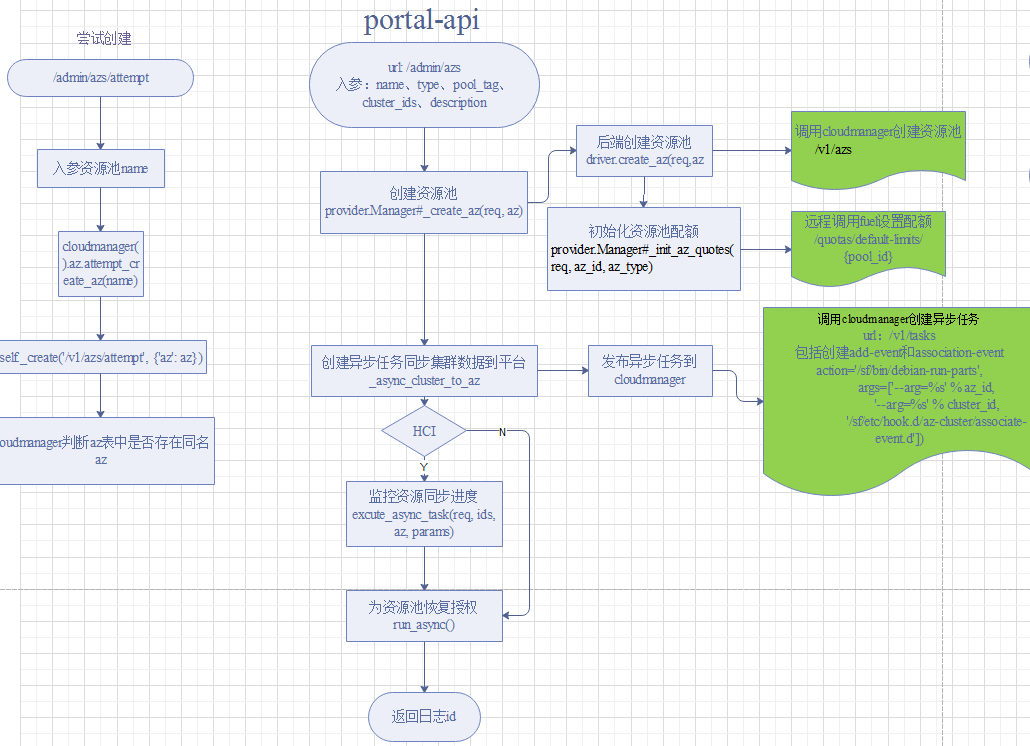 portal-api
尝试创建
/admin/azs/attempt
入参资源池name
cloudmanager(
).az.attempt_cr
eate_az(name)
self_create('/v1/azs/attempt', {'az': az})
oudmanager判断az表中是否存在同名
az
url: /admin/azs
入参：name、type、pool_tag、
cluster_ids、description
创建资源池
provider.Manager#_create_az(req, az)
后端创建资源池
driver.create_az(req,az
调用cloudmanager创建资源池
/v1/azs
初始化资源池配额
provider.Manager#_init_az_quotes(
req, az_id, az_type)
远程调用fuel设置配额
/quotas/default-limits/
{pool_id}
创建异步任务同步集群数据到平台
_async_cluster_to_az
发布异步任务到
cloudmanager
调用cloudmanager创建异步任务
url：/v1/tasks
包括创建add-event和association-event
action='/sf/bin/debian-run-parts',
args=['--arg=%s' % az_id,
'--arg=%s' % cluster_id,
'/sf/etc/hook.d/az-cluster/associate-
event.d'])
HCI
N
Y
监控资源同步进度
excute_async_task(req, ids,
az, params)
为资源池恢复授权
run_async()
返回日志id